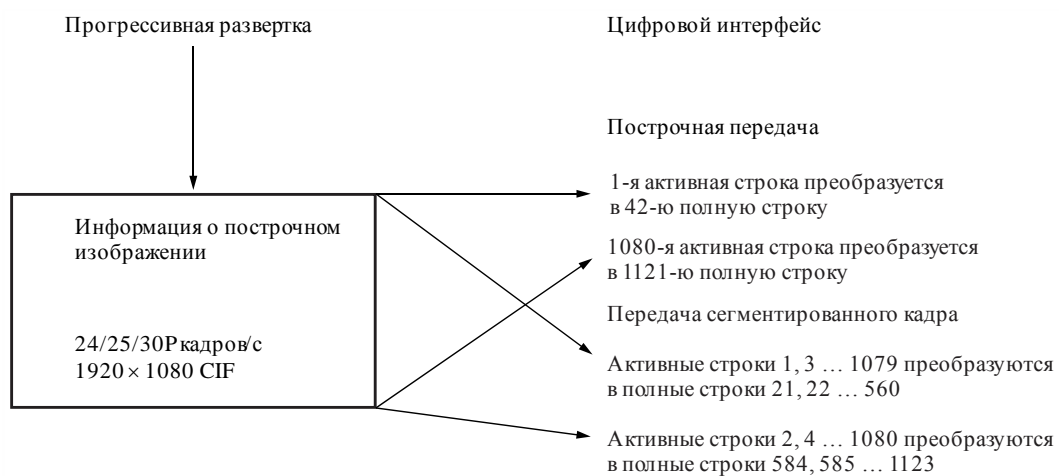 Прогрессивная развертка
Цифровой интерфейс
Построчная передача
1-я активная строка преобразуется
в 42-ю полную строку
Информация о построчном
изображении
1080-я активная строка преобразуется
в 1121-ю полную строку
Передача сегментированного кадра
24/25/30P кадров/с
1920 × 1080 CIF
Активные строки 1, 3 … 1079 преобразуются
в полные строки 21, 22 … 560
Активные строки 2, 4 … 1080 преобразуются
в полные строки 584, 585 … 1123